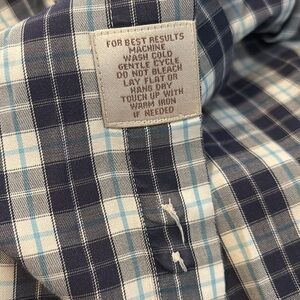 FOR BEST RESULTS
MACHINE
WASH COLD
GENTLE CYCLE
DO NOT BLEACH
LAY FLAT OR
HANG DRY
TOUCH UP WITH
WARM IRON
IF NEEDED